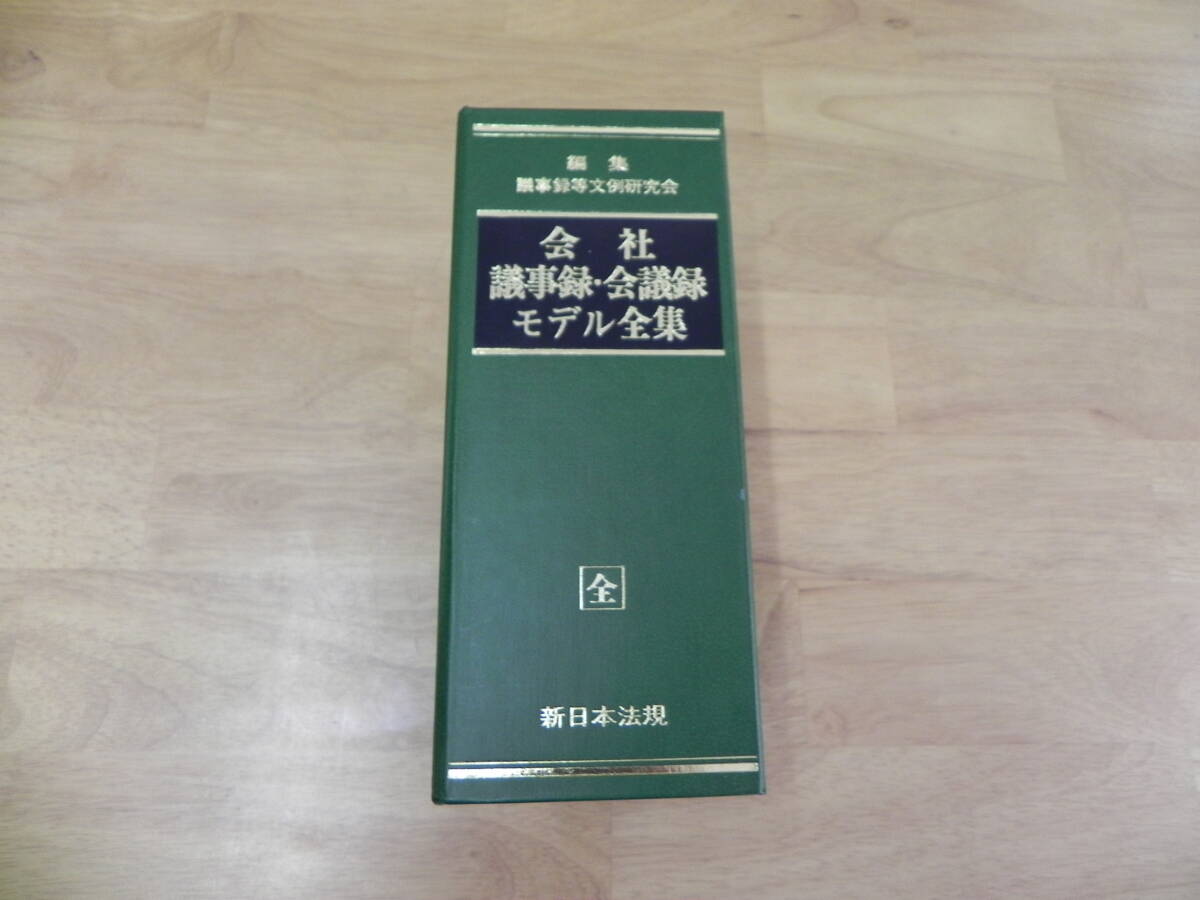 編集
議事録等文例研究会
会社
議事録・会議録
モデル全集
全
新日本法規